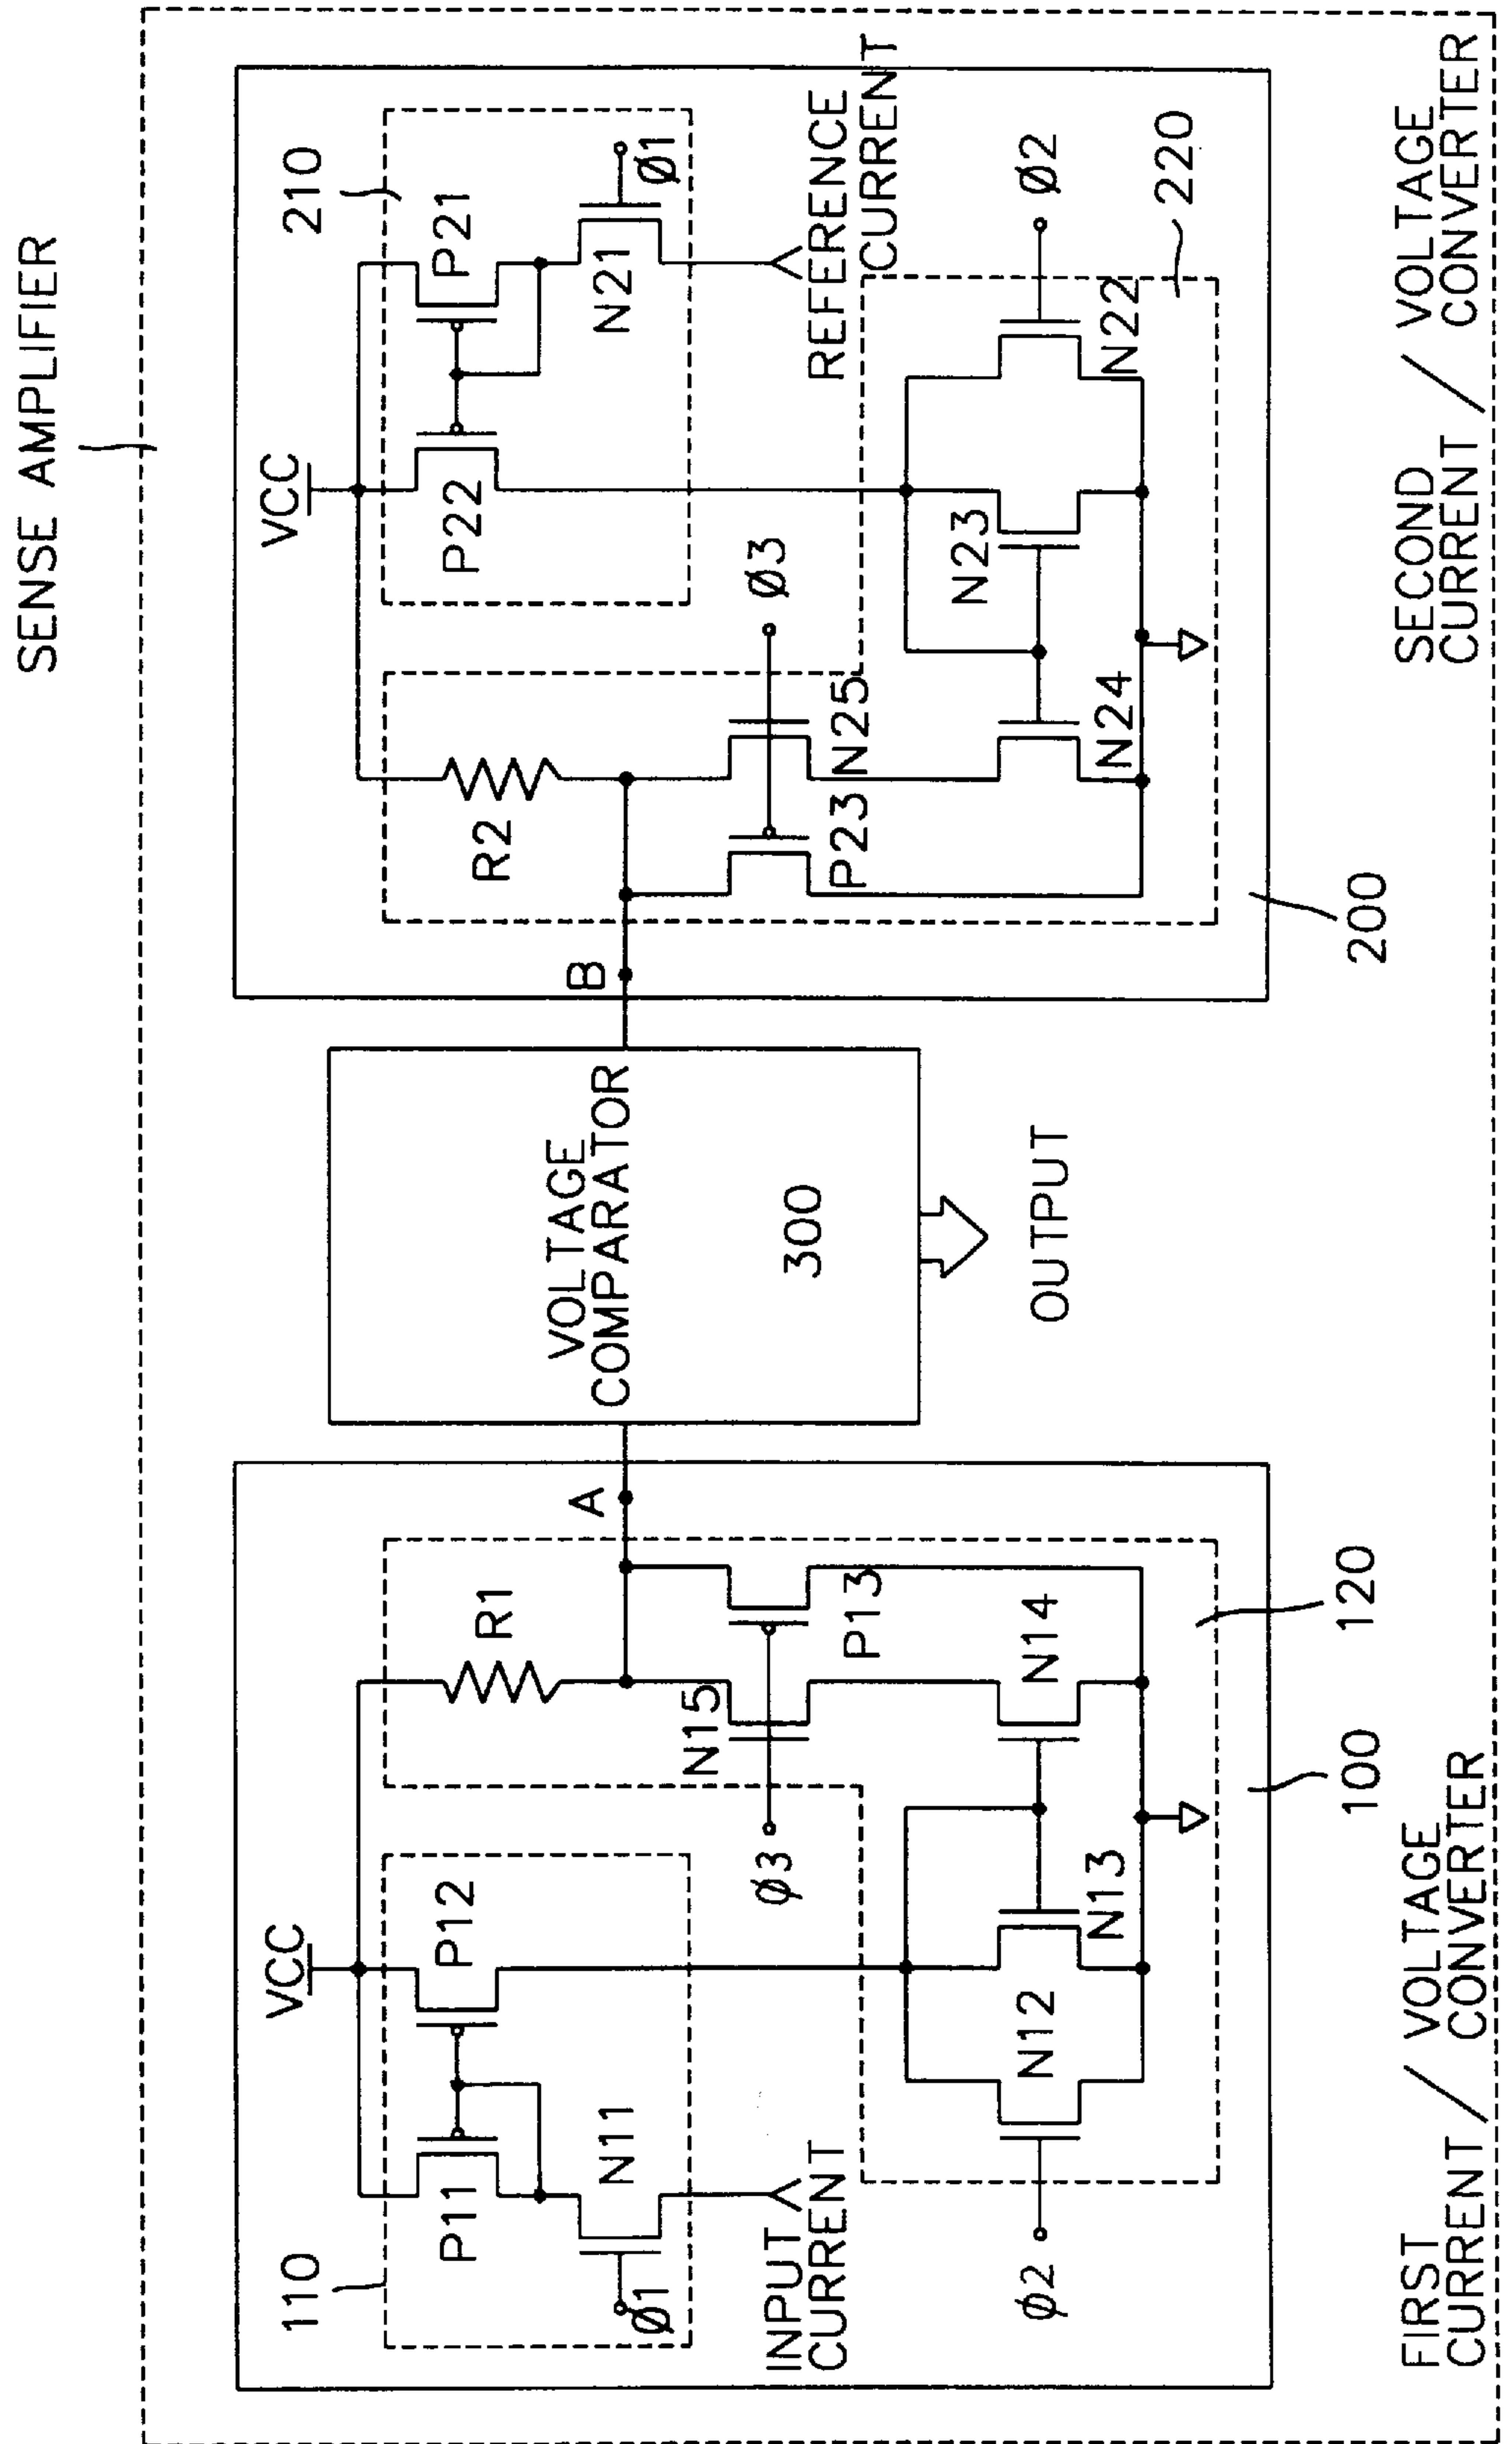 SENSE AMPLIFIER
VCC
110
P11
P12
N11
Ø1
INPUT
CURRENT
R1
A
N15
P13
Ø3
N12
N13
N14
Ø2
120
100
FIRST
CURRENT / VOLTAGE
CONVERTER
VOLTAGE
COMPARATOR
300
OUTPUT
VCC
210
P22
P21
N21
Ø1
REFERENCE
CURRENT
R2
B
P23
N25
Ø3
N24
N23
N22
Ø2
220
200
SECOND
CURRENT / VOLTAGE
CONVERTER